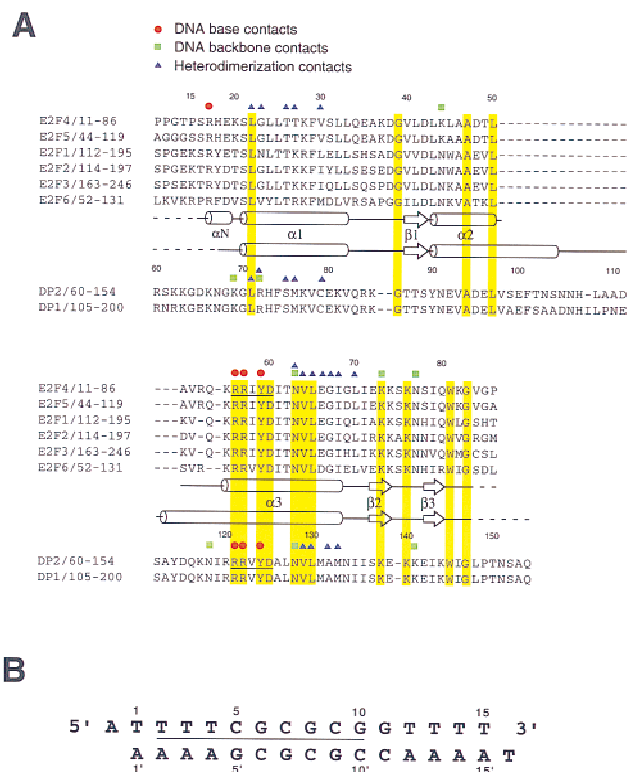 A
DNA base contacts
DNA backbone contacts
Heterodimerization contacts
15 20 30 40 50
E2F4/11-86 PPGTPSRHEKSLGLLTTKFVSLLQEAKDGVLDLKLAADTL
E2F5/44-119 AGGSSRHEKSLGLLTTKFVSLLQEAKDGVLDLKAAADTL
E2F1/112-195 SPGEKSRYETSLNLTTKRFLELLSHSADGVVDLNWAAEVL
E2F2/114-197 SPGEKTRYDTSLGLLTKKFIYLLSESEDGVLDLNWAAEVL
E2F3/163-246 SPSEKTRYDTSLGLLTKKFIQLLSQSPDGVLDLNKAAEVL
E2F6/52-131 LKVKRPRFDVSLVYLTRKFMDLVRSAPGGILDLNKVATKL
αN α1 β1 α2
60 70 80 90 100 110
DP2/60-154 RSKKGDKNGKGLRHFSMKVCEKVQRK--GTTSYNEVADELVSEFTNSNNH-LAAD
DP1/105-200 RNRKGEKNGKGLRHFSMKVCEKVQRK--GTTSYNEVADELVAEFSAADNHILPNE
60 70 80
E2F4/11-86 ---AVRQ-KRRIYDITNVLEGIGLIEKKSKNSIQWKGVGP
E2F5/44-119 ---AVRQ-KRRIYDITNVLEGIDLIEKKSKNSIQWKGVGA
E2F1/112-195 ---KV-Q-KRRIYDITNVLEGIQLIAKKSKNHIQWLGSHT
E2F2/114-197 ---DV-Q-KRRIYDITNVLEGIQLIRKKAKNNIQWVGRGM
E2F3/163-246 ---KV-Q-KRRIYDITNVLEGIHLIKKKSKNNVQWMGCSL
E2F6/52-131 ---SVR-KRRVYDITNVLDGIELVEKKSKNHIRWIGSDL
α3 β2 β3
120 130 140 150
DP2/60-154 SAYDQKNIRRRVYDALNVLMAMNIISKE-KKEIKWIGLPTNSAQ
DP1/105-200 SAYDQKNIRRRVYDALNVLMAMNIISKE-KKEIKWIGLPTNSAQ
B
1 5 10 15
5' A T T T T C G C G C G G T T T T 3'
A A A A G C G C G C C A A A A T
1' 5' 10' 15'